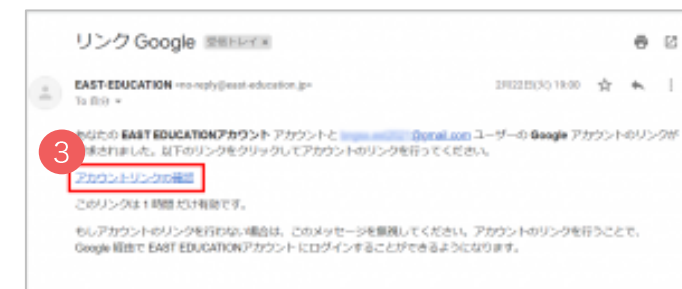 リンク Google 受信トレイ ×
EAST-EDUCATION <no-reply@east-education.jp>
2月22日(火) 19:00
To 自分
あなたの EAST EDUCATIONアカウント アカウントと @gmail.com ユーザーの Google アカウントのリンクが
3
されました。以下のリンクをクリックしてアカウントのリンクを行ってください。
アカウントリンクの確認
このリンクは 1 時間 だけ有効です。
もしアカウントのリンクを行わない場合は、このメッセージを無視してください。アカウントのリンクを行うことで、
Google 経由で EAST EDUCATIONアカウント にログインすることができるようになります。